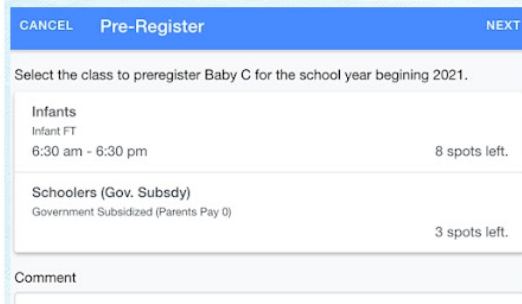 CANCEL Pre-Register NEXT
Select the class to preregister Baby C for the school year begining 2021.
Infants
Infant FT
6:30 am - 6:30 pm 8 spots left.
Schoolers (Gov. Subsdy)
Government Subsidized (Parents Pay 0)
3 spots left.
Comment